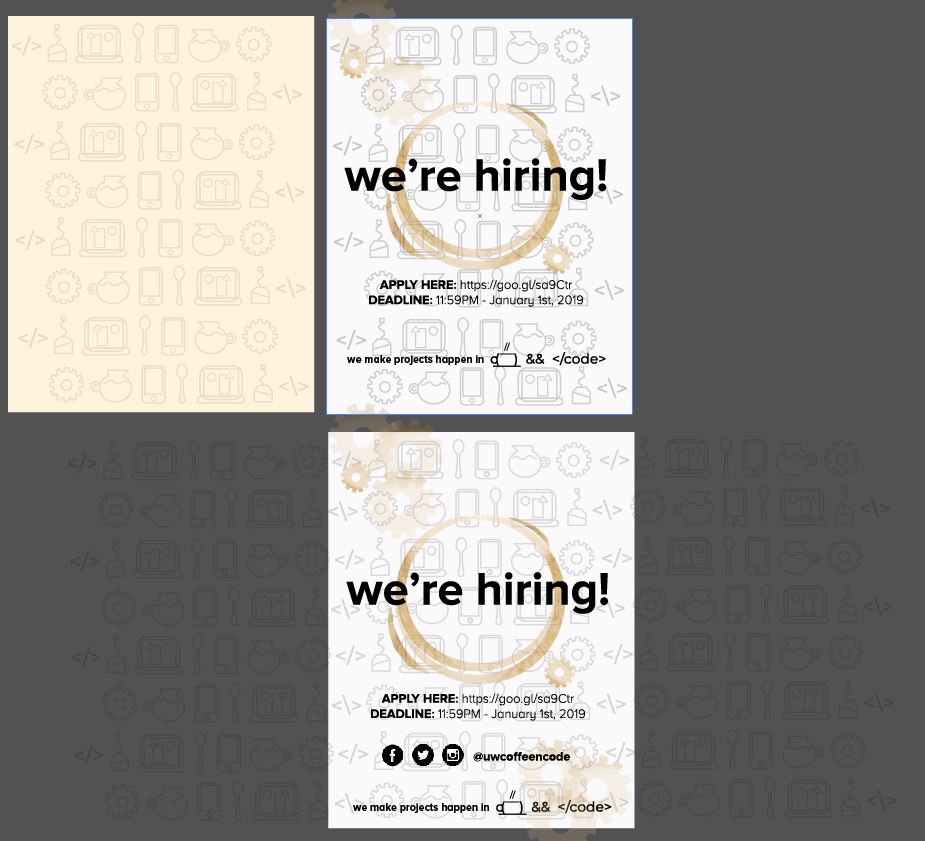 we're hiring!
APPLY HERE: https://goo.gl/sa9Ctr
DEADLINE: 11:59PM - January 1st, 2019
we make projects happen in && </code>
we're hiring!
APPLY HERE: https://goo.gl/sa9Ctr
DEADLINE: 11:59PM - January 1st, 2019
@uwcoffeencode
we make projects happen in && </code>